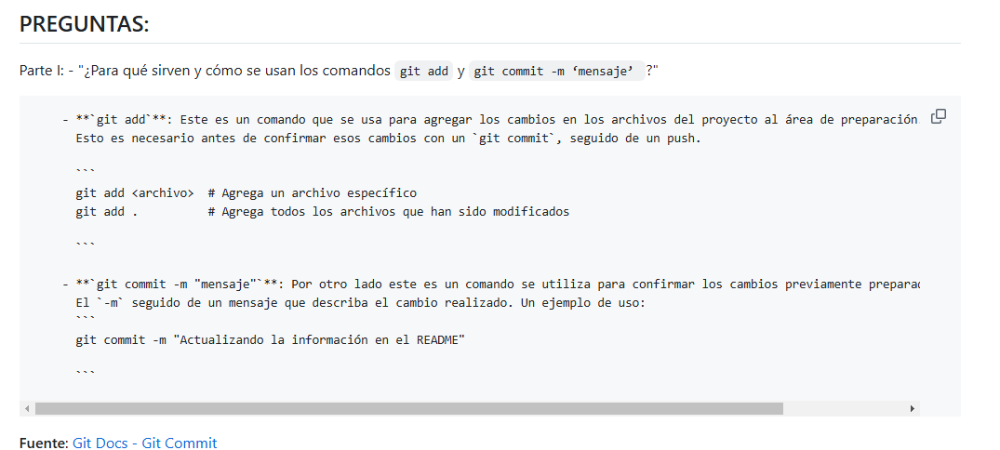 PREGUNTAS:
Parte I: - "¿Para qué sirven y cómo se usan los comandos git add y git commit -m ‘mensaje’ ?"
- **`git add`**: Este es un comando que se usa para agregar los cambios en los archivos del proyecto al área de preparación.
Esto es necesario antes de confirmar esos cambios con un `git commit`, seguido de un push.
```
git add <archivo>  # Agrega un archivo específico
git add .          # Agrega todos los archivos que han sido modificados
```
- **`git commit -m "mensaje"`**: Por otro lado este es un comando se utiliza para confirmar los cambios previamente
El `-m` seguido de un mensaje que describa el cambio realizado. Un ejemplo de uso:
```
git commit -m "Actualizando la información en el README"
```
Fuente: Git Docs - Git Commit